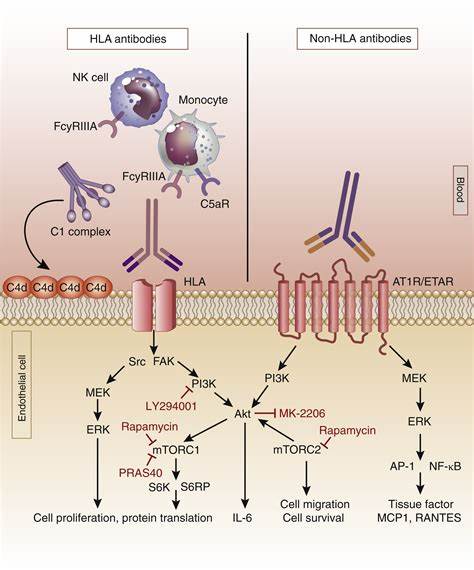 HLA antibodies
Non-HLA antibodies
NK cell
Monocyte
FcγRIIIA
FcγRIIIA
C5aR
C1 complex
Blood
C4d C4d C4d C4d
HLA
AT1R/ETAR
Endothelial cell
Src FAK
MEK
PI3K
PI3K
MEK
LY294001
ERK
Akt
MK-2206
ERK
Rapamycin
Rapamycin
mTORC1
mTORC2
PRAS40
AP-1 NF-κB
S6K S6RP
Cell proliferation, protein translation
IL-6
Cell migration
Cell survival
Tissue factor
MCP1, RANTES